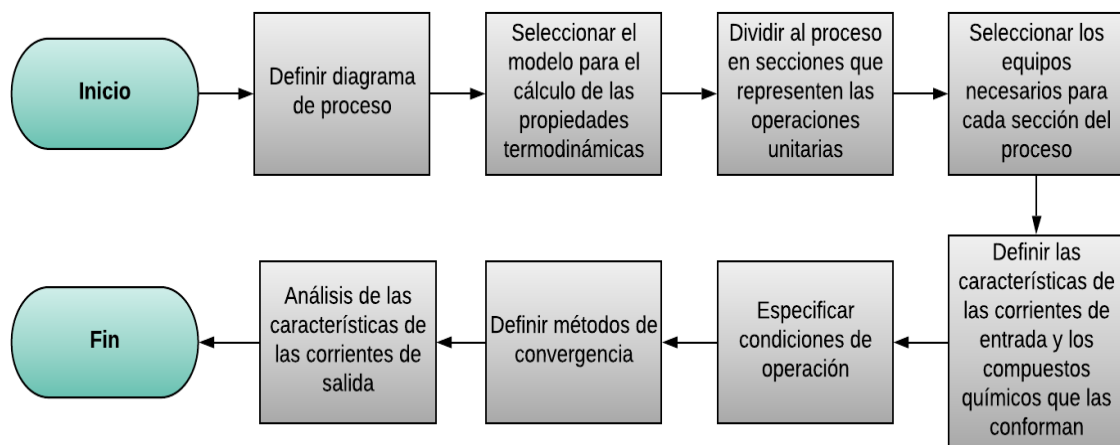 Inicio
Definir diagrama
de proceso
Seleccionar el
modelo para el
cálculo de las
propiedades
termodinámicas
Dividir al proceso
en secciones que
representen las
operaciones
unitarias
Seleccionar los
equipos
necesarios para
cada sección del
proceso
Definir las
características de
las corrientes de
entrada y los
compuestos
químicos que las
conforman
Especificar
condiciones de
operación
Definir métodos de
convergencia
Análisis de las
características de
las corrientes de
salida
Fin